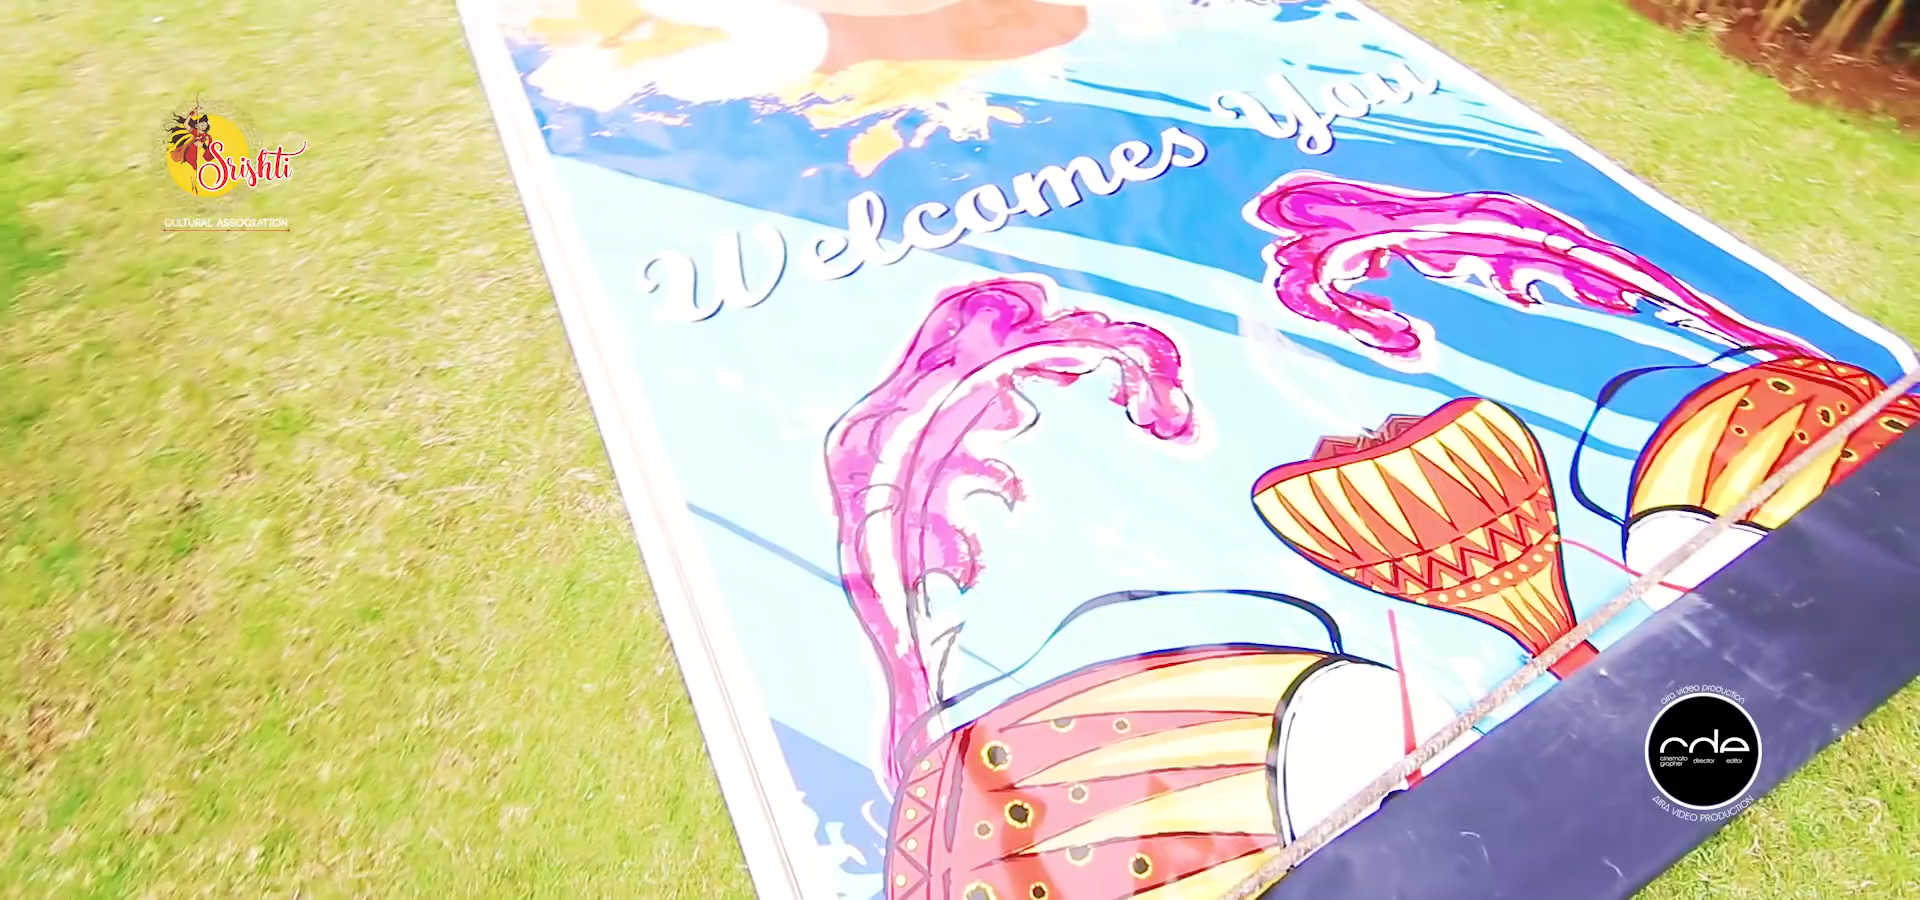 Welcomes You
Srishti
CULTURAL ASSOCIATION
aira video production
cde
cinemato grapher
director
editor
AIRA VIDEO PRODUCTION